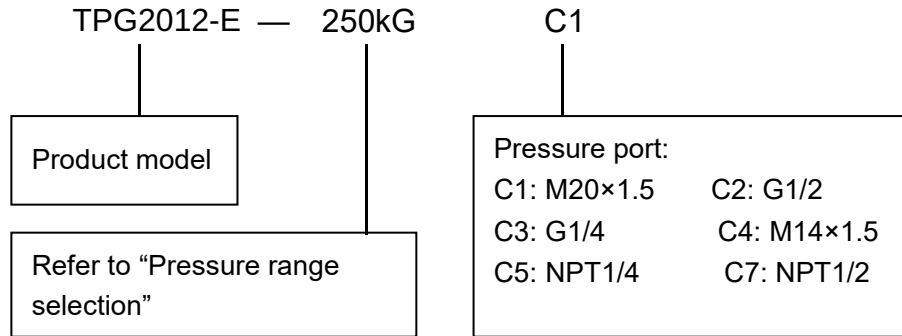 TPG2012-E — 250kG C1
Product model
Refer to “Pressure range
selection”
Pressure port:
C1: M20×1.5 C2: G1/2
C3: G1/4 C4: M14×1.5
C5: NPT1/4 C7: NPT1/2